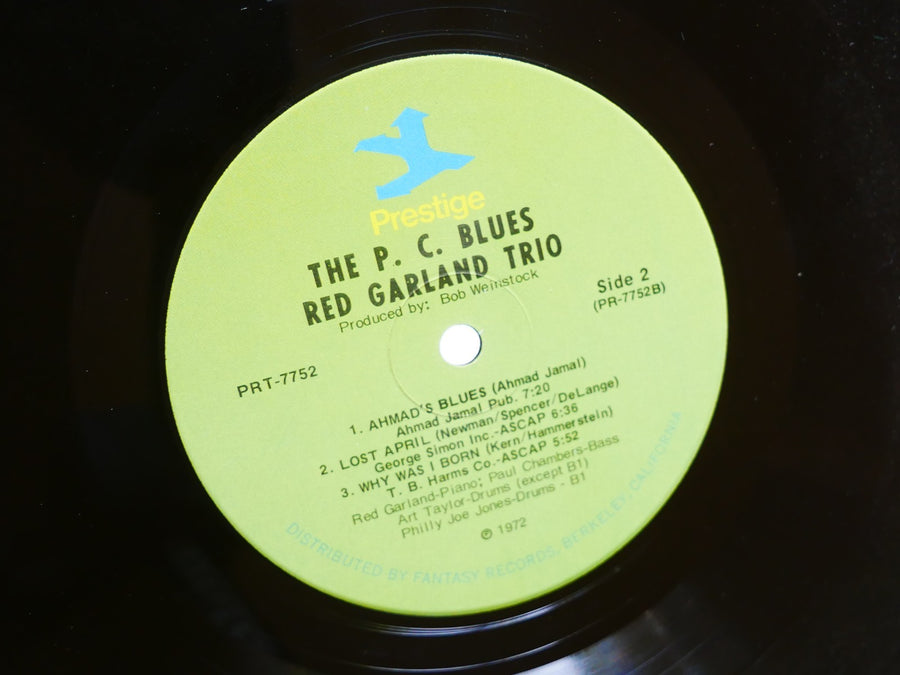 Prestige
THE P. C. BLUES
RED GARLAND TRIO
Produced by: Bob Weinstock
Side 2
(PR-7752B)
PRT-7752
1. AHMAD'S BLUES (Ahmad Jamal)
Ahmad Jamal Pub. 7:20
2. LOST APRIL (Newman/Spencer/DeLange)
George Simon Inc.-ASCAP 6:36
3. WHY WAS I BORN (Kern/Hammerstein)
T. B. Harms Co.-ASCAP 5:52
Red Garland-Piano; Paul Chambers-Bass
Art Taylor-Drums (except B1)
Philly Joe Jones-Drums - B1
℗ 1972
DISTRIBUTED BY FANTASY RECORDS, BERKELEY, CALIFORNIA